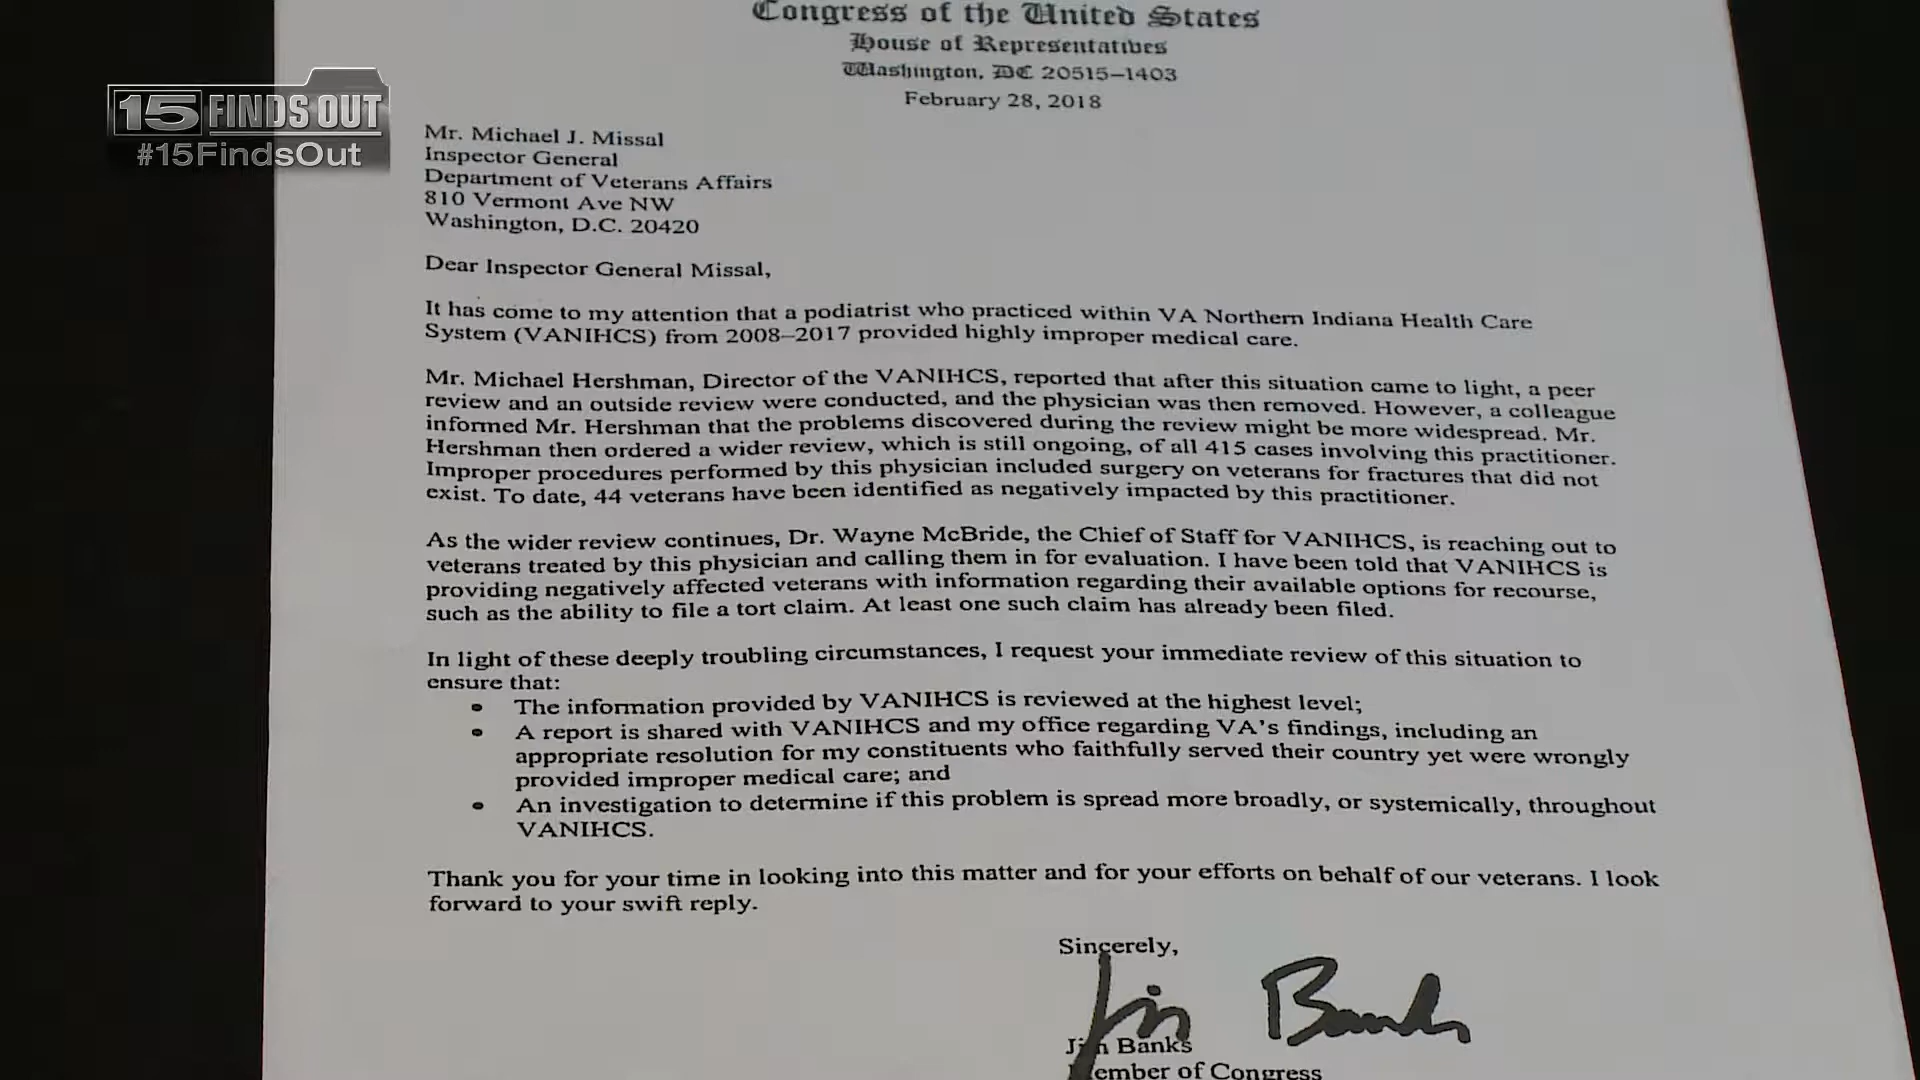 Congress of the United States
House of Representatives
Washington, DC 20515–1403
February 28, 2018
15 FINDS OUT
#15FindsOut
Mr. Michael J. Missal
Inspector General
Department of Veterans Affairs
810 Vermont Ave NW
Washington, D.C. 20420
Dear Inspector General Missal,
It has come to my attention that a podiatrist who practiced within VA Northern Indiana Health Care
System (VANIHCS) from 2008–2017 provided highly improper medical care.
Mr. Michael Hershman, Director of the VANIHCS, reported that after this situation came to light, a peer
review and an outside review were conducted, and the physician was then removed. However, a colleague
informed Mr. Hershman that the problems discovered during the review might be more widespread. Mr.
Hershman then ordered a wider review, which is still ongoing, of all 415 cases involving this practitioner.
Improper procedures performed by this physician included surgery on veterans for fractures that did not
exist. To date, 44 veterans have been identified as negatively impacted by this practitioner.
As the wider review continues, Dr. Wayne McBride, the Chief of Staff for VANIHCS, is reaching out to
veterans treated by this physician and calling them in for evaluation. I have been told that VANIHCS is
providing negatively affected veterans with information regarding their available options for recourse,
such as the ability to file a tort claim. At least one such claim has already been filed.
In light of these deeply troubling circumstances, I request your immediate review of this situation to
ensure that:
• The information provided by VANIHCS is reviewed at the highest level;
• A report is shared with VANIHCS and my office regarding VA's findings, including an
appropriate resolution for my constituents who faithfully served their country yet were wrongly
provided improper medical care; and
• An investigation to determine if this problem is spread more broadly, or systemically, throughout
VANIHCS.
Thank you for your time in looking into this matter and for your efforts on behalf of our veterans. I look
forward to your swift reply.
Sincerely,
Jim Banks
Jim Banks
Member of Congress